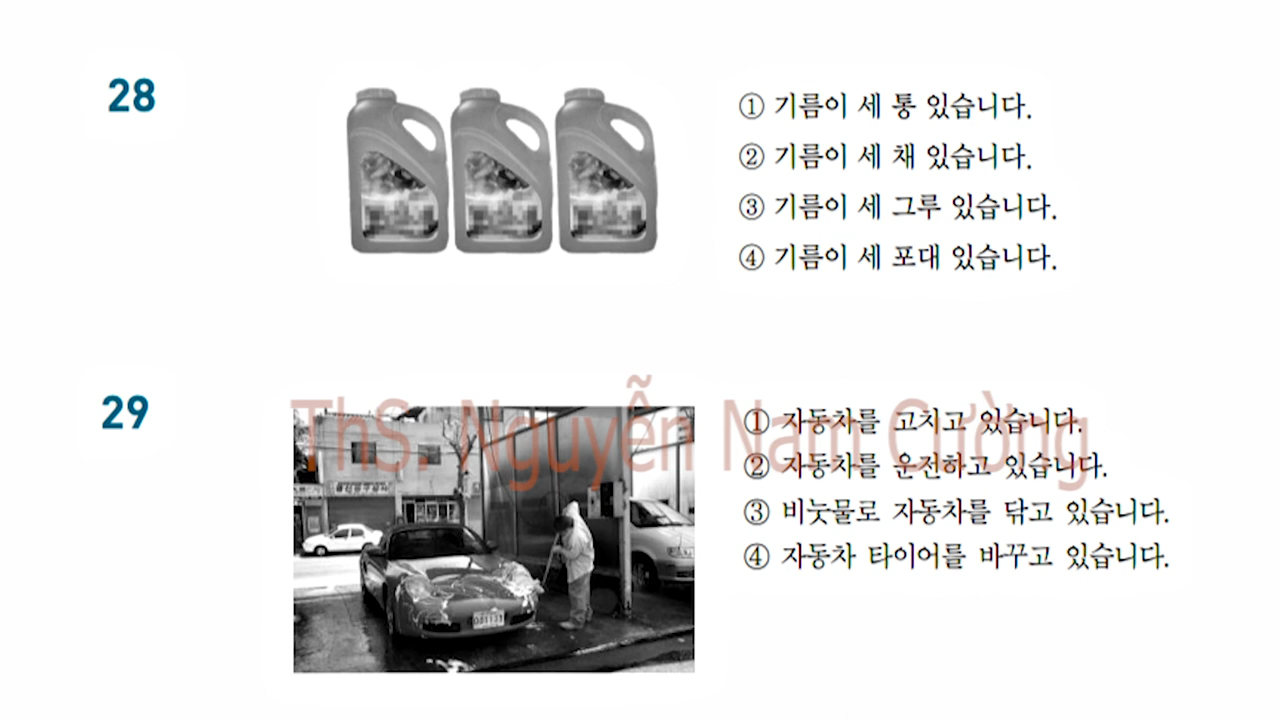 28
① 기름이 세 통 있습니다.
② 기름이 세 채 있습니다.
③ 기름이 세 그루 있습니다.
④ 기름이 세 포대 있습니다.
29
ThS. Nguyễn Nam Cường
① 자동차를 고치고 있습니다.
② 자동차를 운전하고 있습니다.
③ 비눗물로 자동차를 닦고 있습니다.
④ 자동차 타이어를 바꾸고 있습니다.